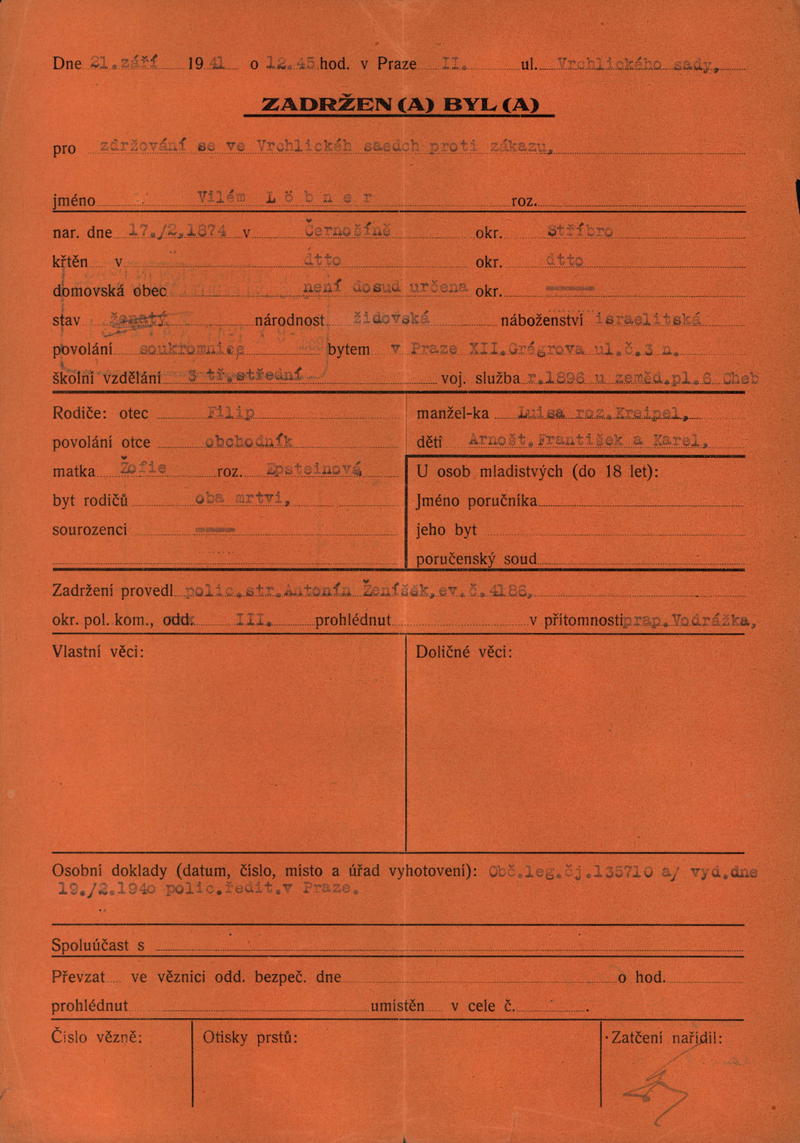 Dne 21.září 1941 o 12.45 hod. v Praze II. ul. Vrchlického sady,
ZADRŽEN(A) BYL(A)
pro zdržování se ve Vrchlickéh saedch proti zákazu,
jméno Vilém Löbner roz.
nar. dne 17./2.1874 v Černošíně okr. Stříbro
křtěn v dtto okr. dtto
domovská obec není dosud určena okr. -----
stav ženatý národnost židovská náboženství israelitská
povolání soukromnice bytem v Praze XII.Grégrova ul.č.3 n.
školní vzdělání 3 tř.střední voj. služba r.1896 u zeměd.pl.6 Cheb
Rodiče: otec Filip manžel-ka Luisa roz.Kreipel,
povolání otce obchodník děti Arnošt,František a Karel,
matka Žofie roz. Epsteinová
byt rodičů oba mrtvi,
sourozenci ----
U osob mladistvých (do 18 let):
Jméno poručníka
jeho byt
poručenský soud
Zadržení provedl polic.str.Antonín Ženíšek,ev.č.4186,
okr. pol. kom., odd. III. prohlédnut v přítomnosti prap.Vodrážka,
Vlastní věci: Doličné věci:
Osobní doklady (datum, číslo, místo a úřad vyhotovení): Obč.leg.čj.135710 a/ vyd.dne
19./2.1940 polic.ředit.v Praze.
Spoluúčast s
Převzat ve věznici odd. bezpeč. dne o hod.
prohlédnut umístěn v cele č. .
Číslo vězně: Otisky prstů: Zatčení nařídil: